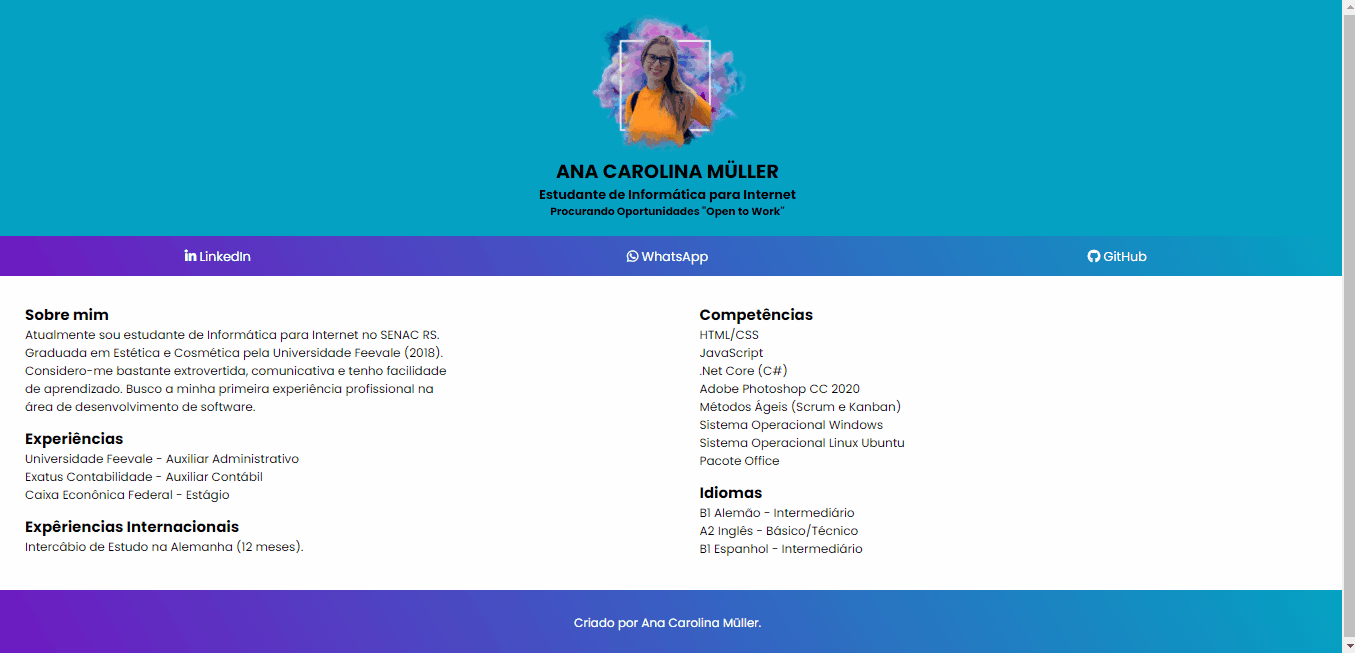 ANA CAROLINA MÜLLER
Estudante de Informática para Internet
Procurando Oportunidades "Open to Work"
LinkedIn
WhatsApp
GitHub
Sobre mim
Atualmente sou estudante de Informática para Internet no SENAC RS.
Graduada em Estética e Cosmética pela Universidade Feevale (2018).
Considero-me bastante extrovertida, comunicativa e tenho facilidade
de aprendizado. Busco a minha primeira experiência profissional na
área de desenvolvimento de software.
Experiências
Universidade Feevale - Auxiliar Administrativo
Exatus Contabilidade - Auxiliar Contábil
Caixa Econônica Federal - Estágio
Expêriencias Internacionais
Intercâbio de Estudo na Alemanha (12 meses).
Competências
HTML/CSS
JavaScript
.Net Core (C#)
Adobe Photoshop CC 2020
Métodos Ágeis (Scrum e Kanban)
Sistema Operacional Windows
Sistema Operacional Linux Ubuntu
Pacote Office
Idiomas
B1 Alemão - Intermediário
A2 Inglês - Básico/Técnico
B1 Espanhol - Intermediário
Criado por Ana Carolina Müller.